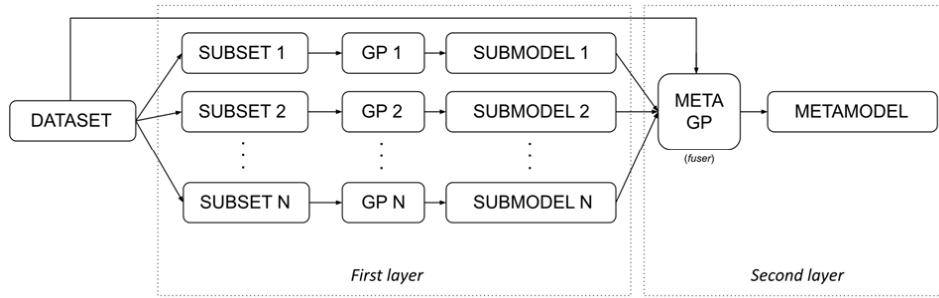 SUBSET 1
GP 1
SUBMODEL 1
DATASET
SUBSET 2
GP 2
SUBMODEL 2
META
GP
(fuser)
METAMODEL
SUBSET N
GP N
SUBMODEL N
First layer
Second layer